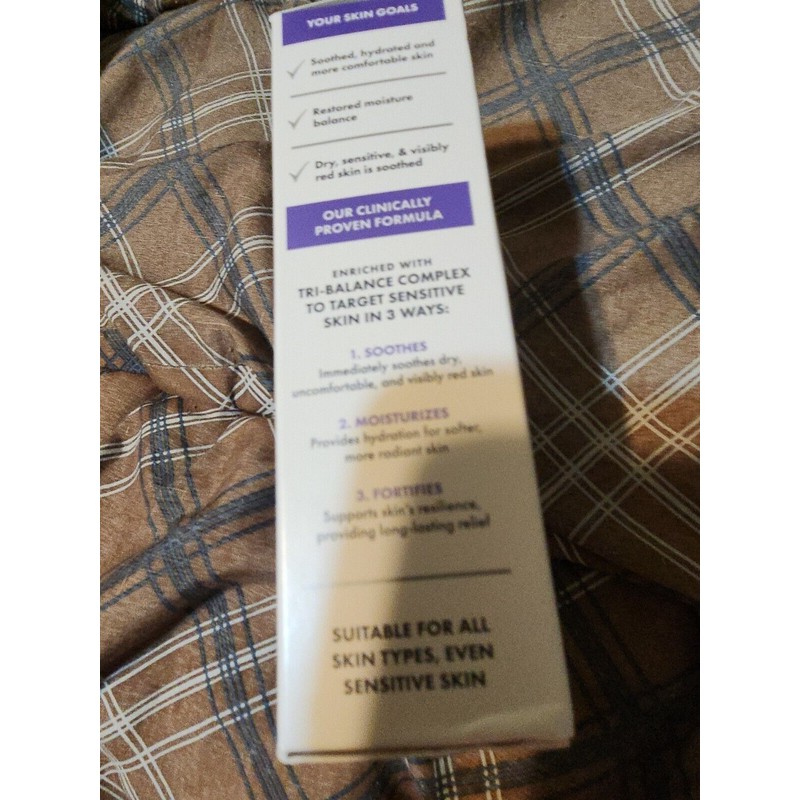 YOUR SKIN GOALS
Soothed, hydrated and
more comfortable skin
Restored moisture
balance
Dry, sensitive, & visibly
red skin is soothed
OUR CLINICALLY
PROVEN FORMULA
ENRICHED WITH
TRI-BALANCE COMPLEX
TO TARGET SENSITIVE
SKIN IN 3 WAYS:
1. SOOTHES
Immediately soothes dry,
uncomfortable, and visibly red skin
2. MOISTURIZES
Provides hydration for softer,
more radiant skin
3. FORTIFIES
Supports skin's resilience,
providing long-lasting relief
SUITABLE FOR ALL
SKIN TYPES, EVEN
SENSITIVE SKIN